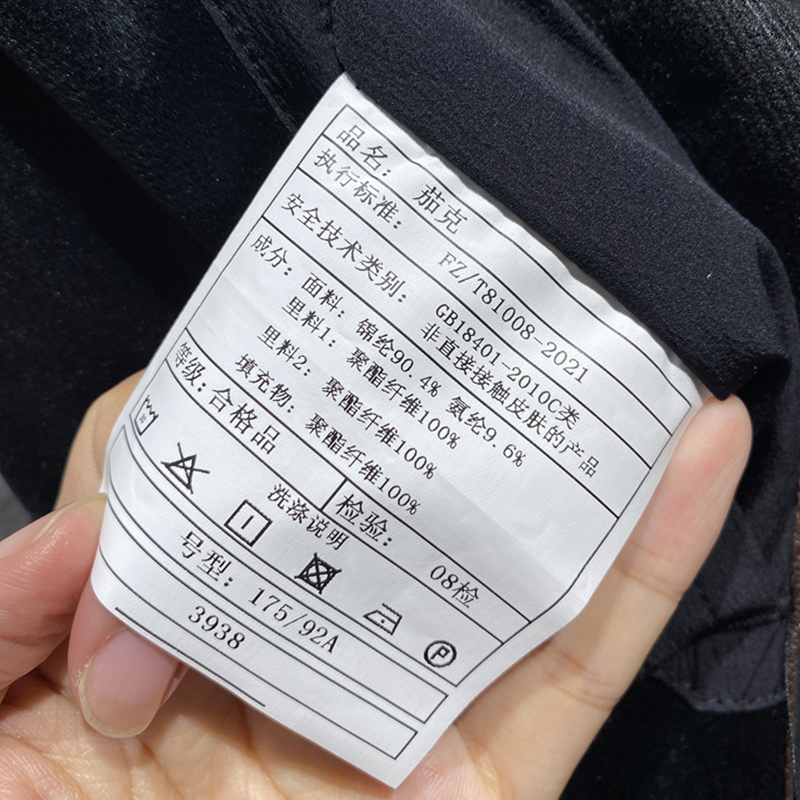 品名： 茄克
执行标准： FZ/T81008-2021
安全技术类别： GB18401-2010C类
非直接接触皮肤的产品
成分： 面料： 锦纶90.4% 氨纶9.6%
里料1： 聚酯纤维100%
里料2： 聚酯纤维100%
填充物： 聚酯纤维100%
等级：合格品 检验： 08检
洗涤说明
P
号型： 175/92A
3938